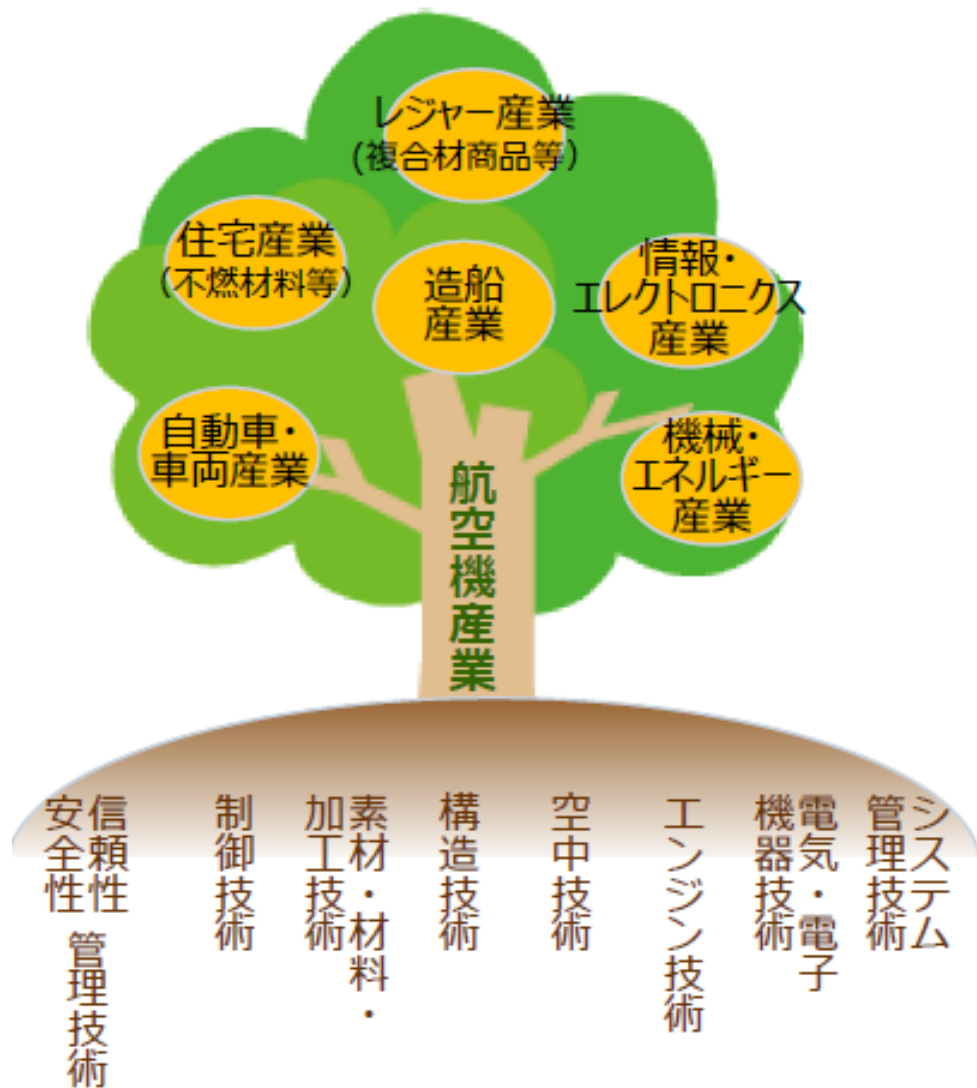 レジャー産業
(複合材商品等)
住宅産業
(不燃材料等)
造船
産業
情報・
エレクトロニクス
産業
自動車・
車両産業
機械・
エネルギー
産業
航空機産業
信頼性
安全性
管理技術
制御技術
素材・材料・
加工技術
構造技術
空中技術
エンジン技術
電気・電子
機器技術
システム
管理技術